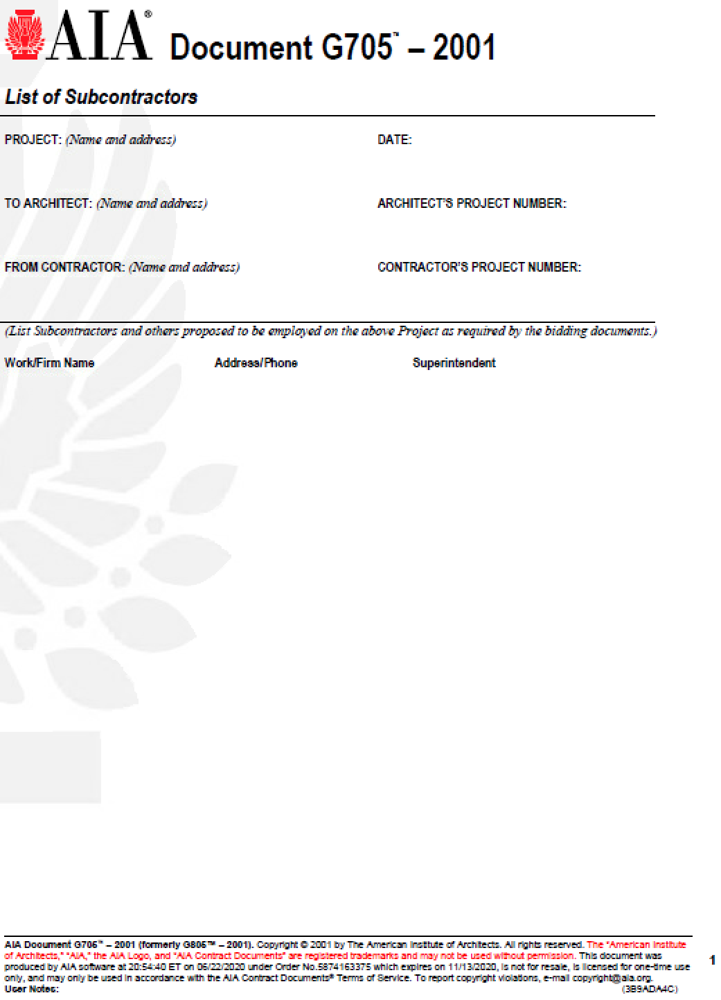 AIA® Document G705™ – 2001
List of Subcontractors
PROJECT: (Name and address)
DATE:
TO ARCHITECT: (Name and address)
ARCHITECT'S PROJECT NUMBER:
FROM CONTRACTOR: (Name and address)
CONTRACTOR'S PROJECT NUMBER:
(List Subcontractors and others proposed to be employed on the above Project as required by the bidding documents.)
Work/Firm Name Address/Phone Superintendent
AIA Document G705™ – 2001 (formerly G805™ – 2001). Copyright © 2001 by The American Institute of Architects. All rights reserved. The "American Institute
of Architects," "AIA," the AIA Logo, and "AIA Contract Documents" are registered trademarks and may not be used without permission. This document was
produced by AIA software at 20:54:40 ET on 06/22/2020 under Order No.5874163375 which expires on 11/13/2020, is not for resale, is licensed for one-time use
only, and may only be used in accordance with the AIA Contract Documents® Terms of Service. To report copyright violations, e-mail copyright@aia.org.
User Notes: (3B9ADA4C)
1